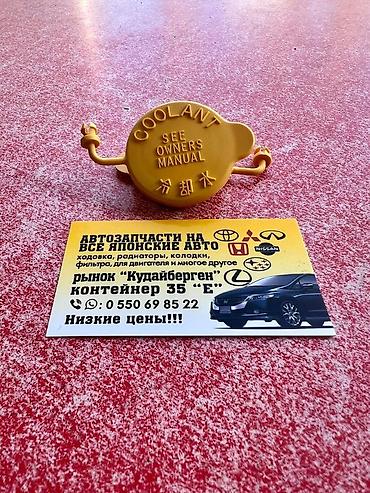 COOLANT
SEE
OWNERS
MANUAL
冷却水
АВТОЗАПЧАСТИ НА
ВСЕ ЯПОНСКИЕ АВТО
ходовка, радиаторы, колодки,
фильтра, для двигателя и многое другое
рынок "Кудайберген"
контейнер 35 "Е"
: 0 550 69 85 22
Низкие цены!!!
NISSAN